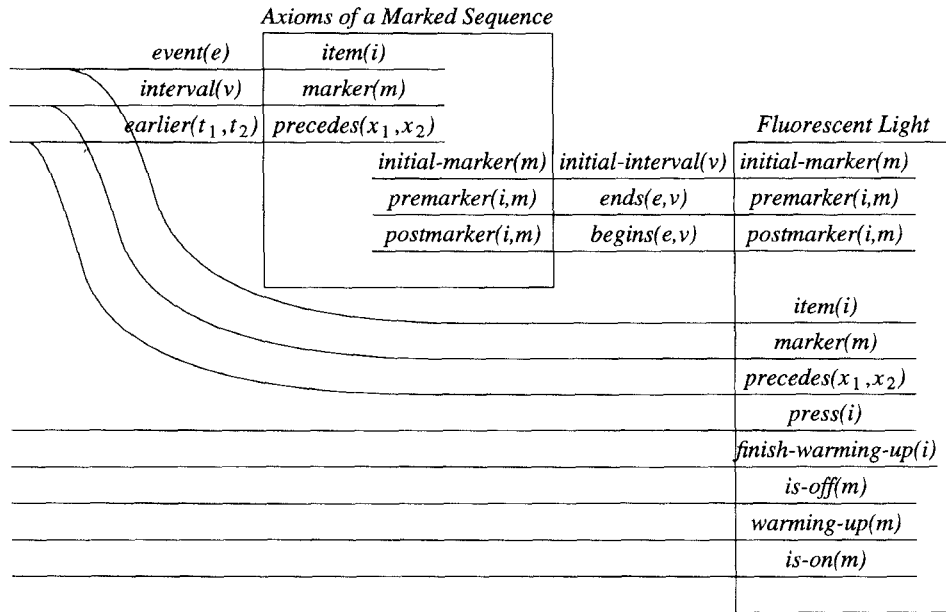 Axioms of a Marked Sequence
event(e) item(i)
interval(v) marker(m)
earlier(t1,t2) precedes(x1,x2)
Fluorescent Light
initial-marker(m) initial-interval(v) initial-marker(m)
premarker(i,m) ends(e,v) premarker(i,m)
postmarker(i,m) begins(e,v) postmarker(i,m)
item(i)
marker(m)
precedes(x1,x2)
press(i)
finish-warming-up(i)
is-off(m)
warming-up(m)
is-on(m)